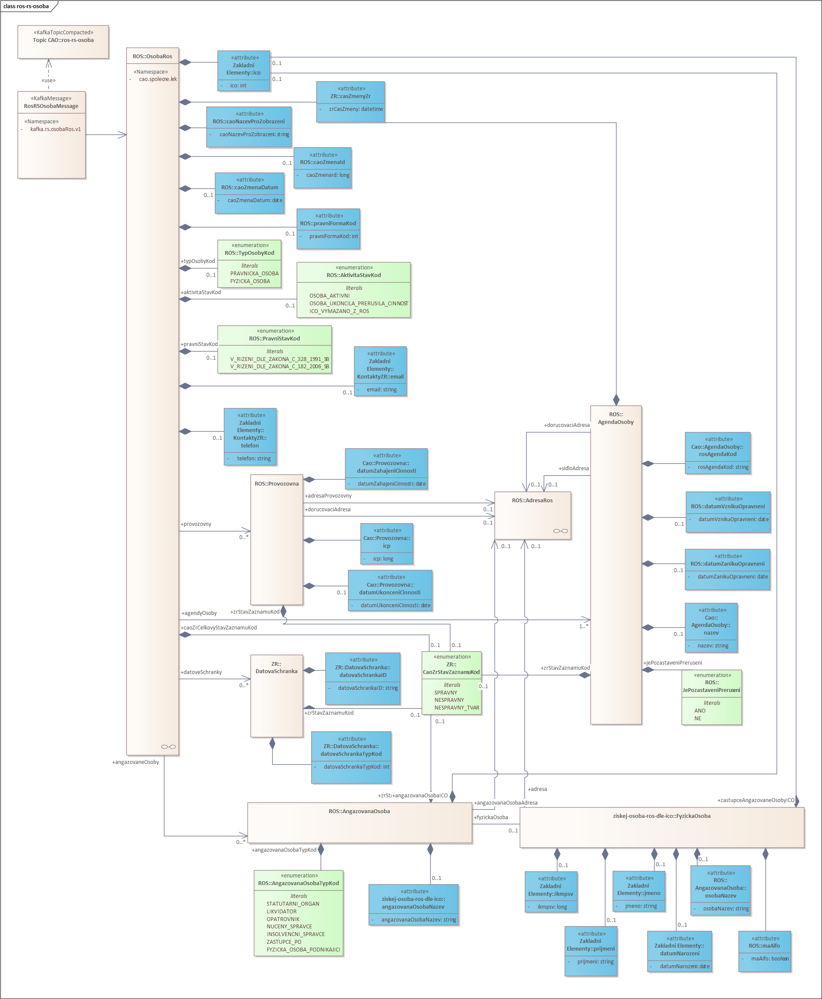 class ros-rs-osoba
«KafkaTopicCompacted»
Topic CAO::ros-rs-osoba
«use»
«KafkaMessage»
RosRSOsobaMessage
«Namespace»
- kafka.rs.osobaRos.v1
ROS::OsobaRos
«Namespace»
«attribute»
Zakladni
Elementy::ico
- ico: int
0..1
0..1
«attribute»
ZR::casZmenyZr
- zrCasZmeny: datetime
«attribute»
ROS::caoNazevProZobrazeni
- caoNazevProZobrazeni: string
«attribute»
ROS::caoZmenaId
- caoZmenaId: long
0..1
«attribute»
ROS::caoZmenaDatum
- caoZmenaDatum: date
0..1
«attribute»
ROS::pravniFormaKod
- pravniFormaKod: int
0..1
«enumeration»
ROS::TypOsobyKod
literals
PRAVNICKA_OSOBA
FYZICKA_OSOBA
+typOsobyKod
0..1
«enumeration»
ROS::AktivitaStavKod
literals
OSOBA_AKTIVNI
OSOBA_UKONCILA_PRERUSILA_CINNOST
ICO_VYMAZANO_Z_ROS
+aktivitaStavKod
0..1
«enumeration»
ROS::PravniStavKod
literals
V_RIZENI_DLE_ZAKONA_C_328_1991_SB
V_RIZENI_DLE_ZAKONA_C_182_2006_SB
+pravniStavKod
0..1
«attribute»
Zakladni
Elementy::
KontaktyZR::email
- email: string
0..1
«attribute»
Zakladni
Elementy::
KontaktyZR::
telefon
- telefon: string
0..1
ROS::Provozovna
+provozovny
0..*
«attribute»
Cao::Provozovna::
datumZahajeniCinnosti
- datumZahajeniCinnosti: date
+adresaProvozovny
0..1
+dorucovaciAdresa
0..1
«attribute»
Cao::Provozovna::
icp
- icp: long
«attribute»
Cao::Provozovna::
datumUkonceniCinnosti
- datumUkonceniCinnosti: date
0..1
+zrStavZaznamuKod
ROS::AdresaRos
+dorucovaciAdresa
+sidloAdresa
0..1
0..1
0..1
0..1
ROS::
AgendaOsoby
«attribute»
Cao::AgendaOsoby::
rosAgendaKod
- rosAgendaKod: string
«attribute»
ROS::datumVznikuOpravneni
- datumVznikuOpravneni: date
0..1
«attribute»
ROS::datumZanikuOpravneni
- datumZanikuOpravneni: date
0..1
«attribute»
Cao::
AgendaOsoby::
nazev
- nazev: string
0..1
+jePozastaveniPreruseni
«enumeration»
ROS::
JePozastaveniPreruseni
literals
ANO
NE
+agendyOsoby
1..*
+caoZrCelkovyStavZaznamuKod
0..1
0..1
«enumeration»
ZR::
CaoZrStavZaznamuKod
literals
SPRAVNY
NESPRAVNY
NESPRAVNY_TVAR
+zrStavZaznamuKod
0..1
ZR::
DatovaSchranka
+datoveSchranky
0..*
«attribute»
ZR::DatovaSchranka::
datovaSchrankaID
- datovaSchrankaID: string
+zrStavZaznamuKod
0..1
0..1
«attribute»
ZR::DatovaSchranka::
datovaSchrankaTypKod
- datovaSchrankaTypKod: int
+angazovaneOsoby
0..*
+angazovanaOsobaICO
ROS::AngazovanaOsoba
+angazovanaOsobaAdresa
+adresa
+fyzickaOsoba
0..1
+zastupceAngazovaneOsobyICO
ziskej-osoba-ros-dle-ico::FyzickaOsoba
+angazovanaOsobaTypKod
«enumeration»
ROS::AngazovanaOsobaTypKod
literals
STATUTARNI_ORGAN
LIKVIDATOR
OPATROVNIK
NUCENY_SPRAVCE
INSOLVENCNI_SPRAVCE
ZASTUPCE_PO
FYZICKA_OSOBA_PODNIKAJICI
0..1
«attribute»
ziskej-osoba-ros-dle-ico::
angazovanaOsobaNazev
- angazovanaOsobaNazev: string
0..1
«attribute»
Zakladni
Elementy::ikmpsv
- ikmpsv: long
0..1
«attribute»
Zakladni
Elementy::prijmeni
- prijmeni: string
0..1
«attribute»
Zakladni
Elementy::jmeno
- jmeno: string
0..1
«attribute»
Zakladni Elementy::
datumNarozeni
- datumNarozeni: date
0..1
«attribute»
ROS::
AngazovanaOsoba::
osobaNazev
- osobaNazev: string
«attribute»
ROS::maAifo
- maAifo: boolean